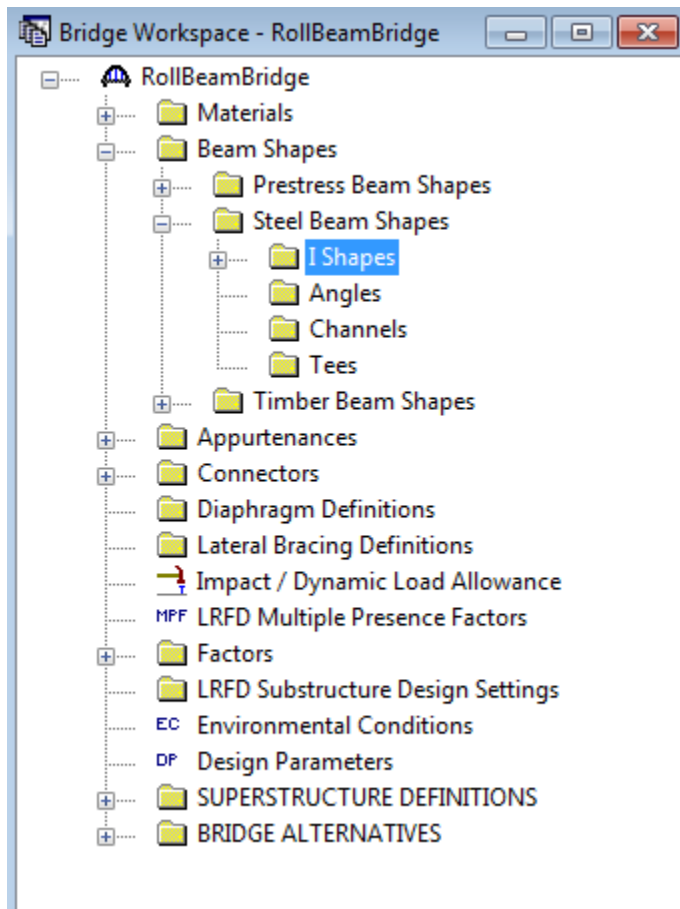 Bridge Workspace - RollBeamBridge
RollBeamBridge
Materials
Beam Shapes
Prestress Beam Shapes
Steel Beam Shapes
I Shapes
Angles
Channels
Tees
Timber Beam Shapes
Appurtenances
Connectors
Diaphragm Definitions
Lateral Bracing Definitions
Impact / Dynamic Load Allowance
MPF LRFD Multiple Presence Factors
Factors
LRFD Substructure Design Settings
EC Environmental Conditions
DP Design Parameters
SUPERSTRUCTURE DEFINITIONS
BRIDGE ALTERNATIVES